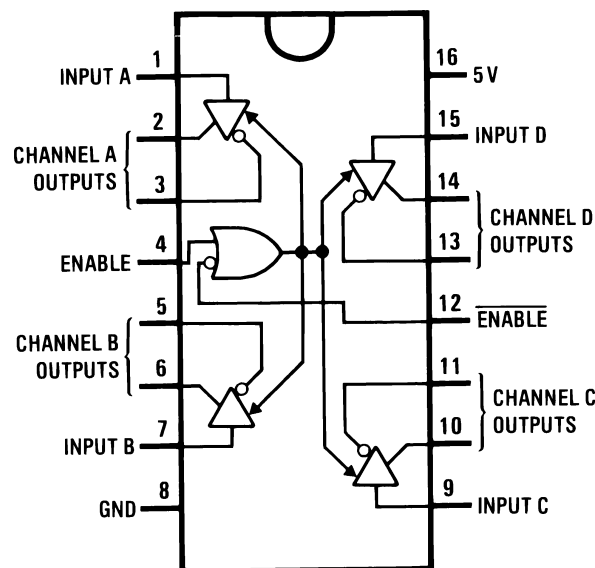 1
INPUT A
2
CHANNEL A
OUTPUTS
3
4
ENABLE
5
CHANNEL B
OUTPUTS
6
7
INPUT B
8
GND
16
5 V
15
INPUT D
14
CHANNEL D
OUTPUTS
13
12
ENABLE
11
CHANNEL C
OUTPUTS
10
9
INPUT C